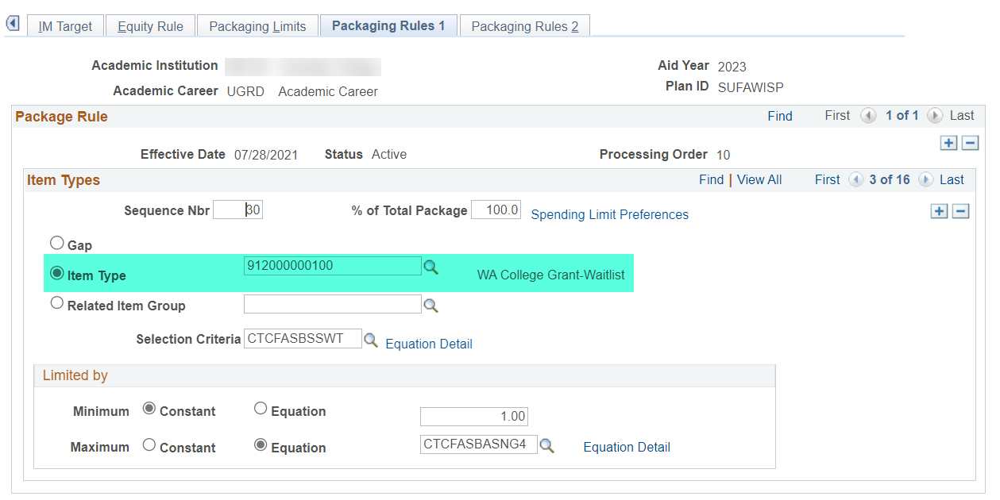 IM Target Equity Rule Packaging Limits Packaging Rules 1 Packaging Rules 2
Academic Institution Aid Year 2023
Academic Career UGRD Academic Career Plan ID SUFAWISP
Package Rule Find First 1 of 1 Last
Effective Date 07/28/2021 Status Active Processing Order 10
Item Types Find | View All First 3 of 16 Last
Sequence Nbr 30 % of Total Package 100.0 Spending Limit Preferences
Gap
Item Type 912000000100 WA College Grant-Waitlist
Related Item Group
Selection Criteria CTCFASBSSWT Equation Detail
Limited by
Minimum Constant Equation 1.00
Maximum Constant Equation CTCFASBASNG4 Equation Detail